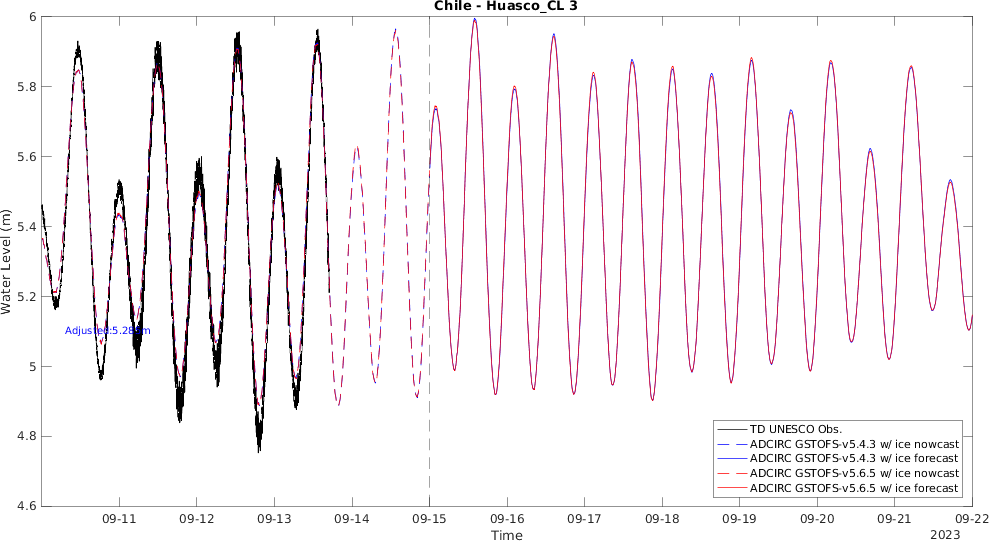 Chile - Huasco_CL 3
Water Level (m)
6
5.8
5.6
5.4
5.2
5
4.8
4.6
TD UNESCO Obs.
ADCIRC GSTOFS-v5.4.3 w/ ice nowcast
ADCIRC GSTOFS-v5.4.3 w/ ice forecast
ADCIRC GSTOFS-v5.6.5 w/ ice nowcast
ADCIRC GSTOFS-v5.6.5 w/ ice forecast
09-11 09-12 09-13 09-14 09-15 09-16 09-17 09-18 09-19 09-20 09-21 09-22
Time
2023